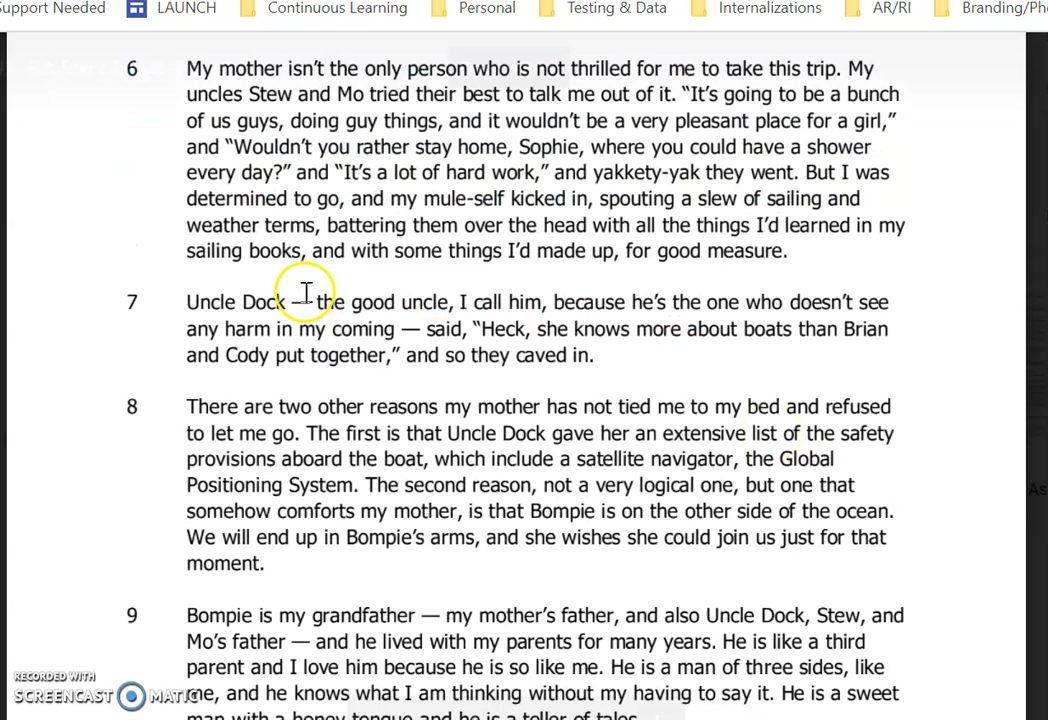 Support Needed LAUNCH Continuous Learning Personal Testing & Data Internalizations AR/RI
6 My mother isn’t the only person who is not thrilled for me to take this trip. My
uncles Stew and Mo tried their best to talk me out of it. “It’s going to be a bunch
of us guys, doing guy things, and it wouldn’t be a very pleasant place for a girl,”
and “Wouldn’t you rather stay home, Sophie, where you could have a shower
every day?” and “It’s a lot of hard work,” and yakkety-yak they went. But I was
determined to go, and my mule-self kicked in, spouting a slew of sailing and
weather terms, battering them over the head with all the things I’d learned in my
sailing books, and with some things I’d made up, for good measure.
7 Uncle Dock — the good uncle, I call him, because he’s the one who doesn’t see
any harm in my coming — said, “Heck, she knows more about boats than Brian
and Cody put together,” and so they caved in.
8 There are two other reasons my mother has not tied me to my bed and refused
to let me go. The first is that Uncle Dock gave her an extensive list of the safety
provisions aboard the boat, which include a satellite navigator, the Global
Positioning System. The second reason, not a very logical one, but one that
somehow comforts my mother, is that Bompie is on the other side of the ocean.
We will end up in Bompie’s arms, and she wishes she could join us just for that
moment.
9 Bompie is my grandfather — my mother’s father, and also Uncle Dock, Stew, and
Mo’s father — and he lived with my parents for many years. He is like a third
parent and I love him because he is so like me. He is a man of three sides, like
me, and he knows what I am thinking without my having to say it. He is a sweet
man with a honey tongue and he is a teller of tales.
RECORDED WITH
SCREENCAST MATIC